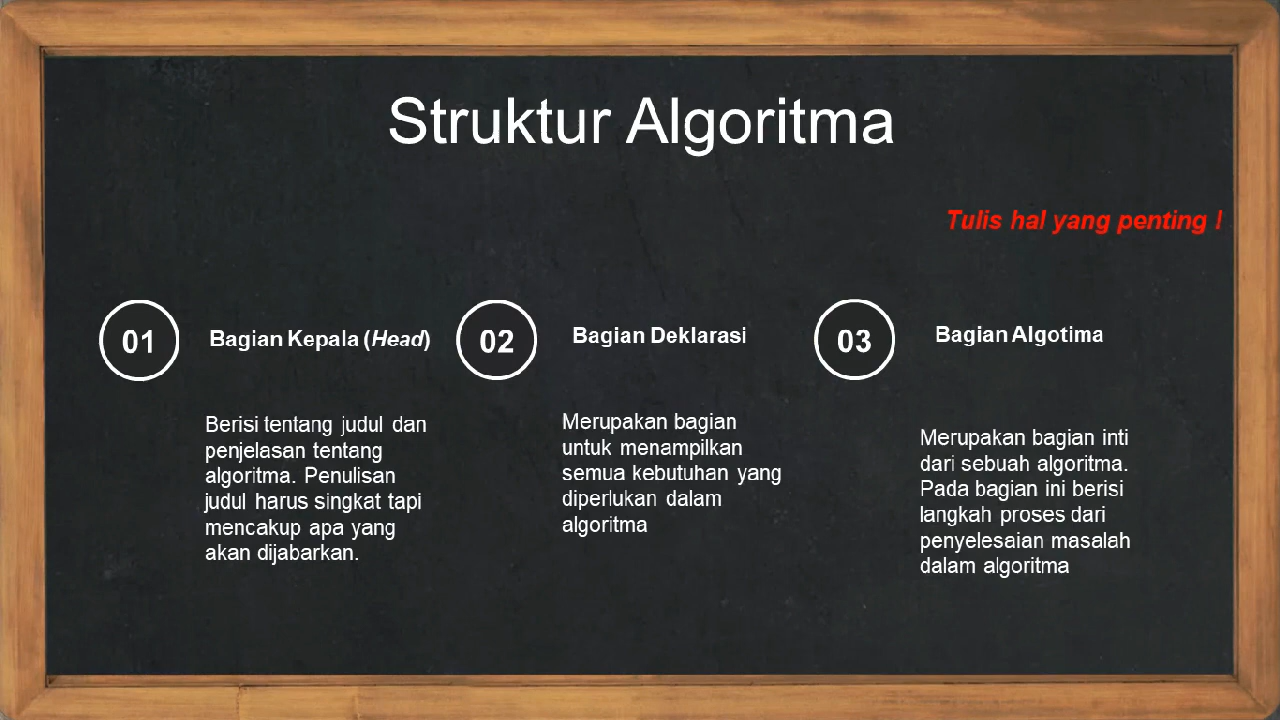 Struktur Algoritma
Tulis hal yang penting !
01
Bagian Kepala (Head)
Berisi tentang judul dan
penjelasan tentang
algoritma. Penulisan
judul harus singkat tapi
mencakup apa yang
akan dijabarkan.
02
Bagian Deklarasi
Merupakan bagian
untuk menampilkan
semua kebutuhan yang
diperlukan dalam
algoritma
03
Bagian Algotima
Merupakan bagian inti
dari sebuah algoritma.
Pada bagian ini berisi
langkah proses dari
penyelesaian masalah
dalam algoritma